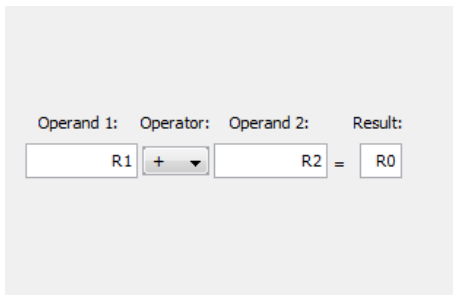 Operand 1: Operator: Operand 2: Result:
R1 + R2 = R0